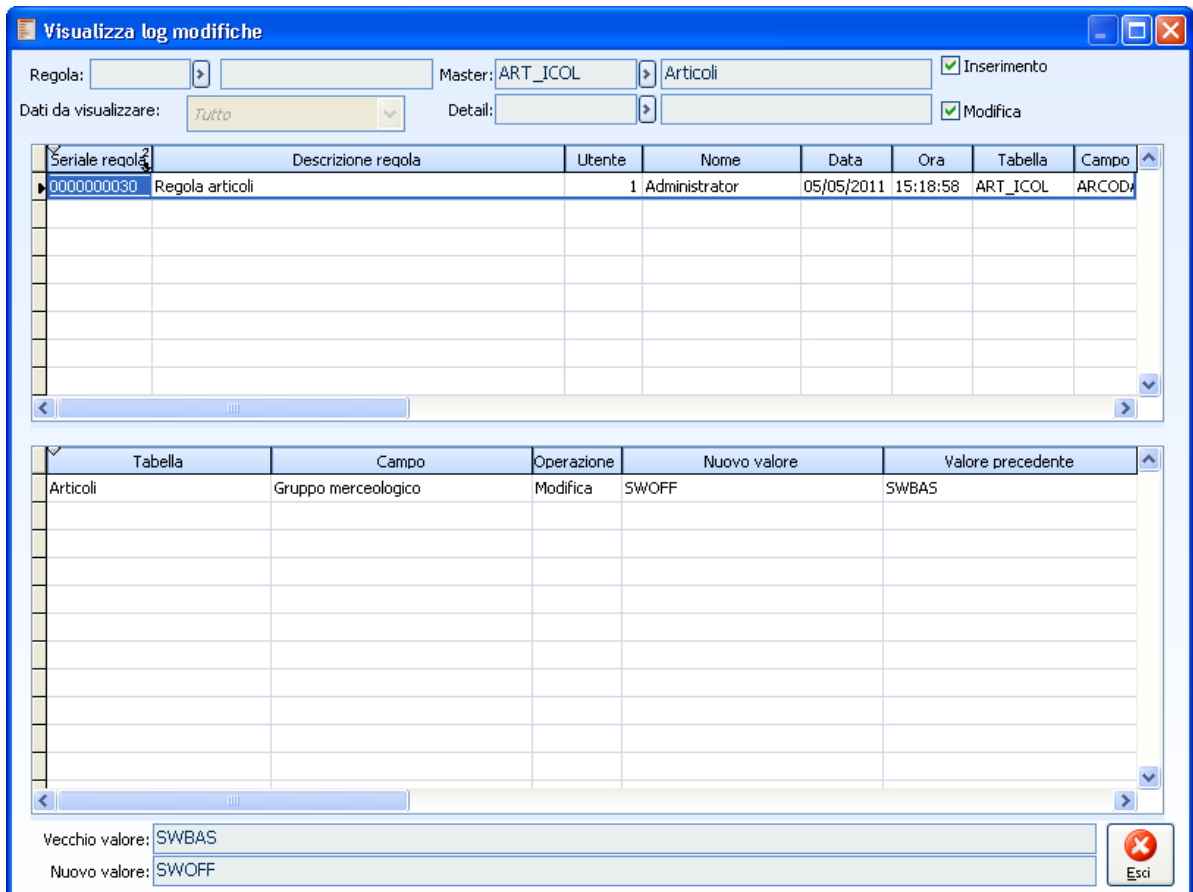 Visualizza log modifiche
Regola: Master: ART_ICOL Articoli Inserimento
Dati da visualizzare: Tutto Detail: Modifica
Seriale regola 2 Descrizione regola Utente Nome Data Ora Tabella Campo
0000000030 Regola articoli 1 Administrator 05/05/2011 15:18:58 ART_ICOL ARCODA
Tabella Campo Operazione Nuovo valore Valore precedente
Articoli Gruppo merceologico Modifica SWOFF SWBAS
Vecchio valore: SWBAS
Nuovo valore: SWOFF
Esci